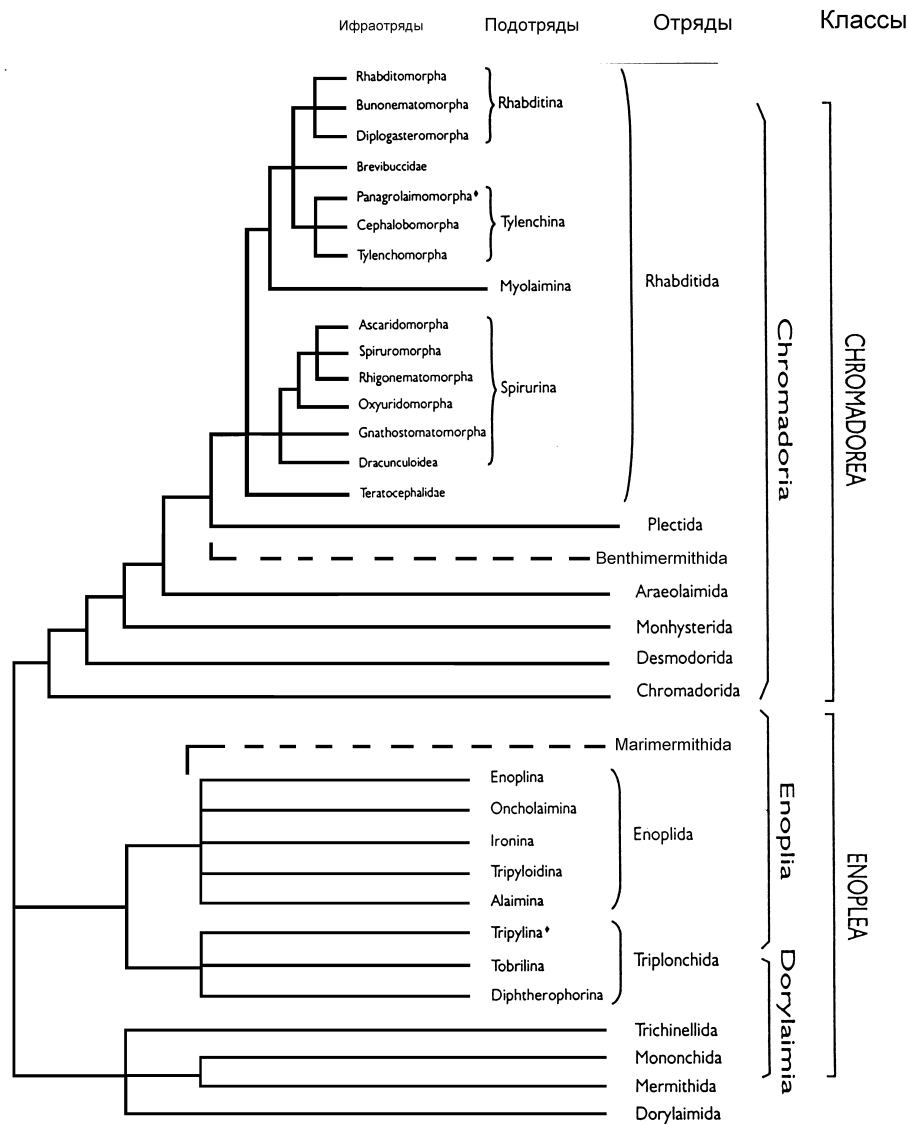 Ифраотряды Подотряды Отряды Классы
Rhabditomorpha
Bunonematomorpha
Diplogasteromorpha
Rhabditina
Brevibuccidae
Panagrolaimomorpha♦
Cephalobomorpha
Tylenchomorpha
Tylenchina
Myolaimina
Ascaridomorpha
Spiruromorpha
Rhigonematomorpha
Oxyuridomorpha
Gnathostomatomorpha
Dracunculoidea
Spirurina
Teratocephalidae
Rhabditida
Plectida
Benthimermithida
Araeolaimida
Monhysterida
Desmodorida
Chromadorida
Chromadoria
CHROMADOREA
Marimermithida
Enoplina
Oncholaimina
Ironina
Tripyloidina
Alaimina
Enoplida
Tripylina♦
Tobrilina
Diphtherophorina
Triplonchida
Enoplia
Trichinellida
Mononchida
Mermithida
Dorylaimida
Dorylaimia
ENOPLEA